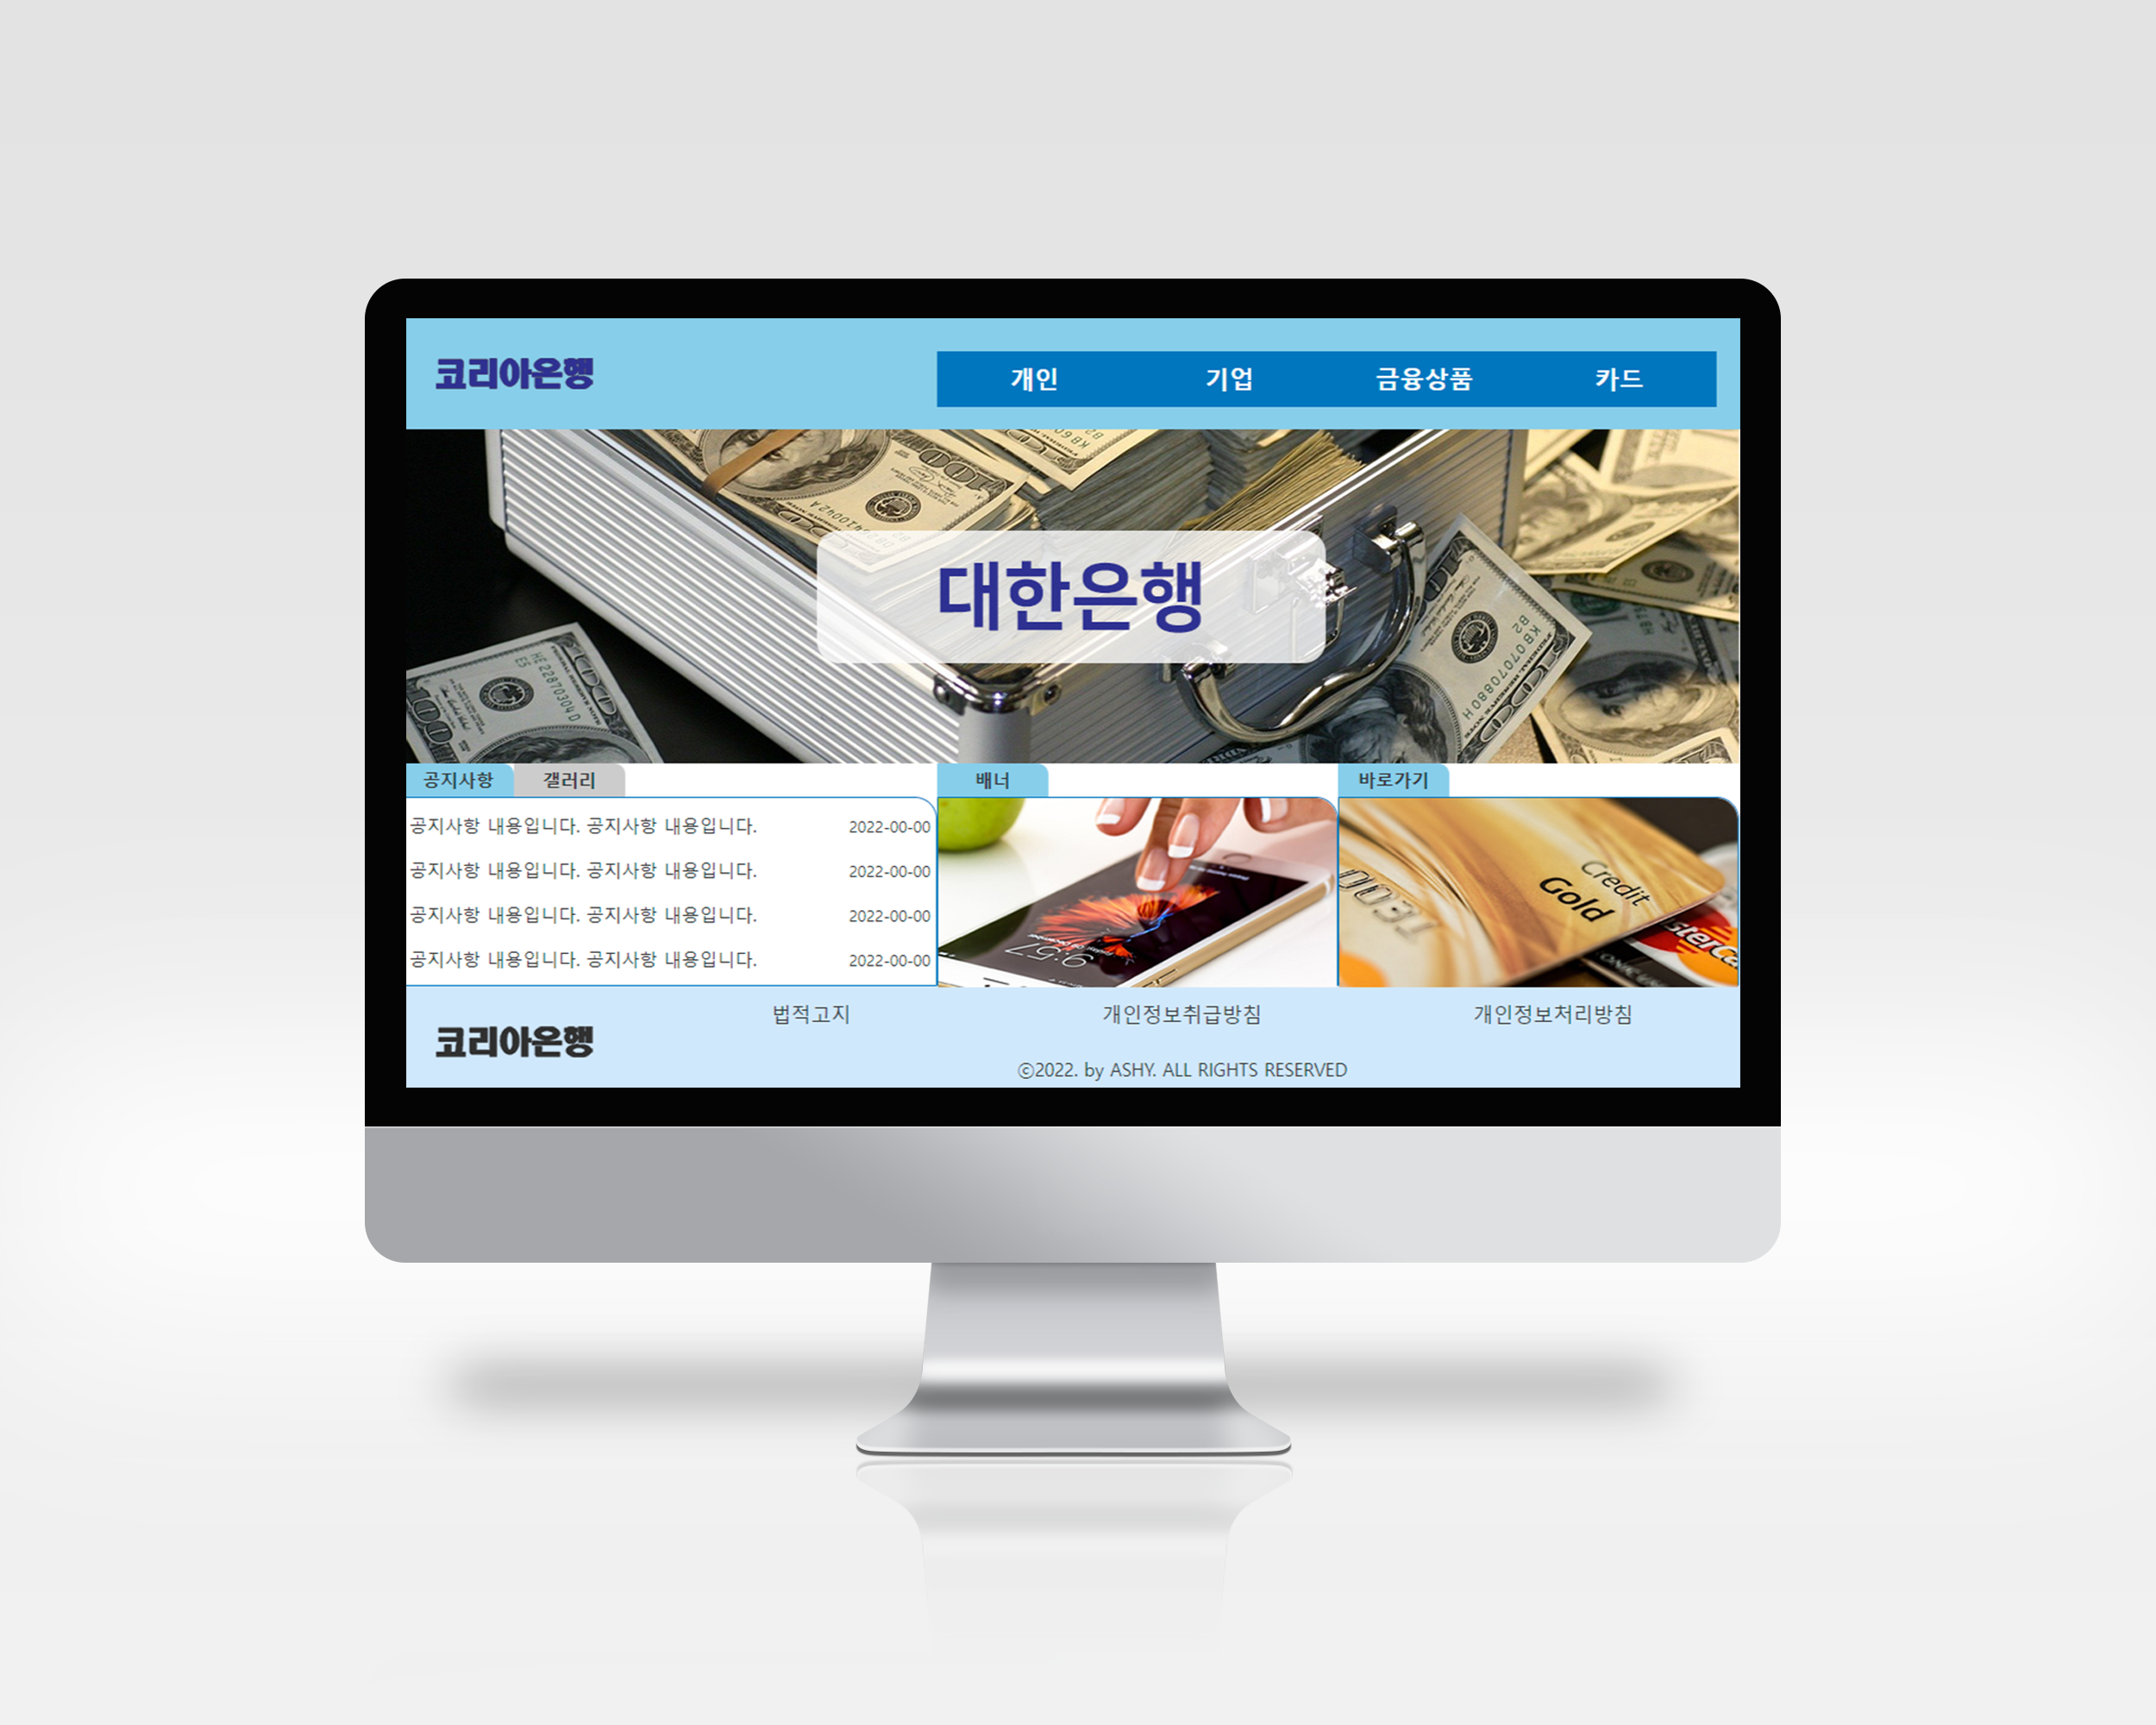 코리아은행
개인 기업 금융상품 카드
대한은행
HE22870304D
E5
KB07070880H
B2
공지사항 갤러리 배너 바로가기
공지사항 내용입니다. 공지사항 내용입니다. 2022-00-00
공지사항 내용입니다. 공지사항 내용입니다. 2022-00-00
공지사항 내용입니다. 공지사항 내용입니다. 2022-00-00
공지사항 내용입니다. 공지사항 내용입니다. 2022-00-00
9:57
Credit
Gold
코리아은행
법적고지 개인정보취급방침 개인정보처리방침
ⓒ2022. by ASHY. ALL RIGHTS RESERVED